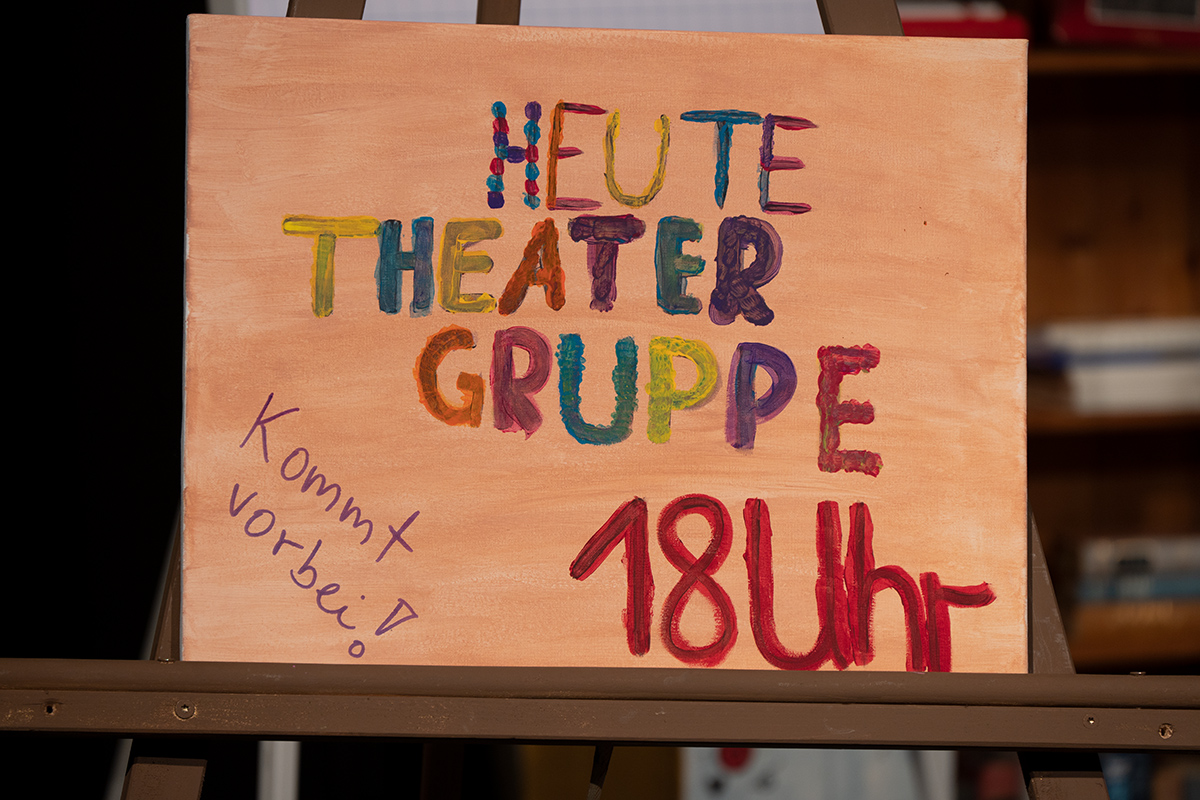 HEUTE
THEATER
GRUPPE
18Uhr
Kommt
vorbei!